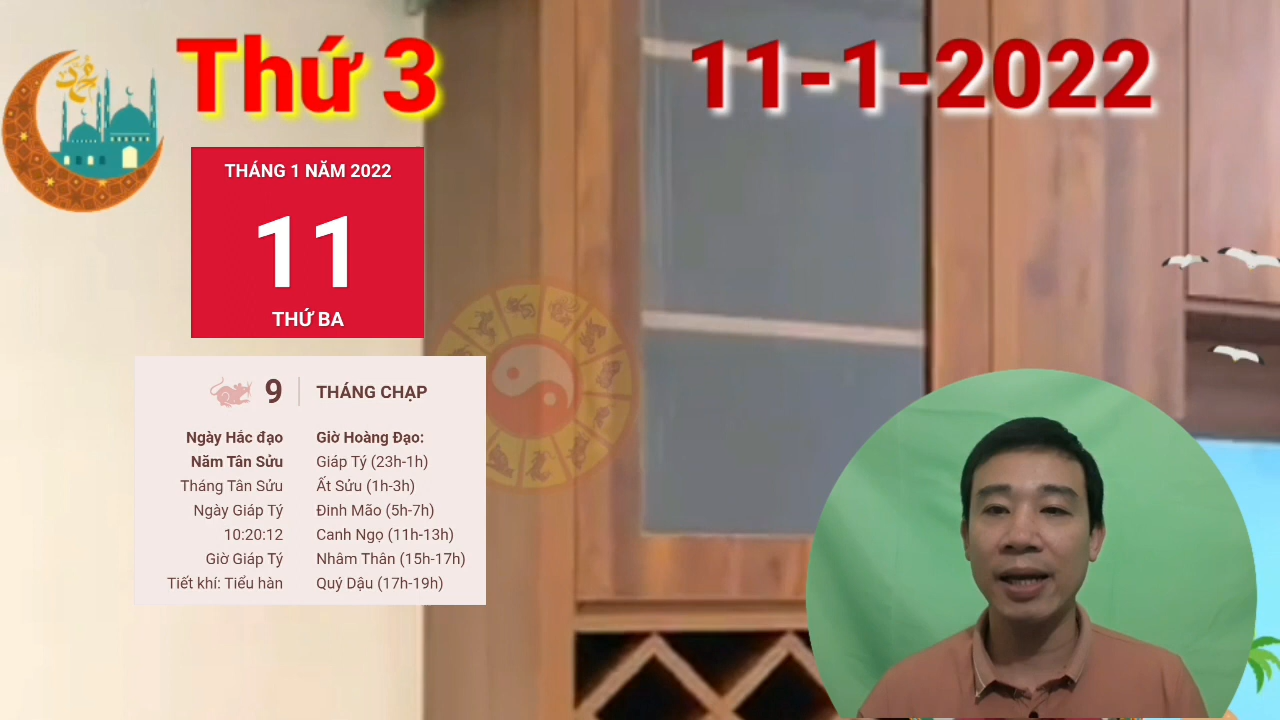 Thứ 3
11-1-2022
THÁNG 1 NĂM 2022
11
THỨ BA
9
THÁNG CHẠP
Ngày Hắc đạo
Năm Tân Sửu
Tháng Tân Sửu
Ngày Giáp Tý
10:20:12
Giờ Giáp Tý
Tiết khí: Tiểu hàn
Giờ Hoàng Đạo:
Giáp Tý (23h-1h)
Ất Sửu (1h-3h)
Đinh Mão (5h-7h)
Canh Ngọ (11h-13h)
Nhâm Thân (15h-17h)
Quý Dậu (17h-19h)